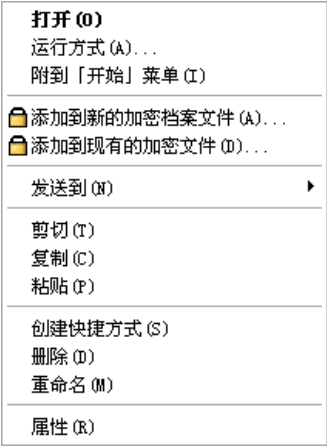 打开(O)
运行方式(A)...
附到「开始」菜单(I)
添加到新的加密档案文件(A)...
添加到现有的加密文件(D)...
发送到(N)
剪切(T)
复制(C)
粘贴(P)
创建快捷方式(S)
删除(D)
重命名(M)
属性(R)